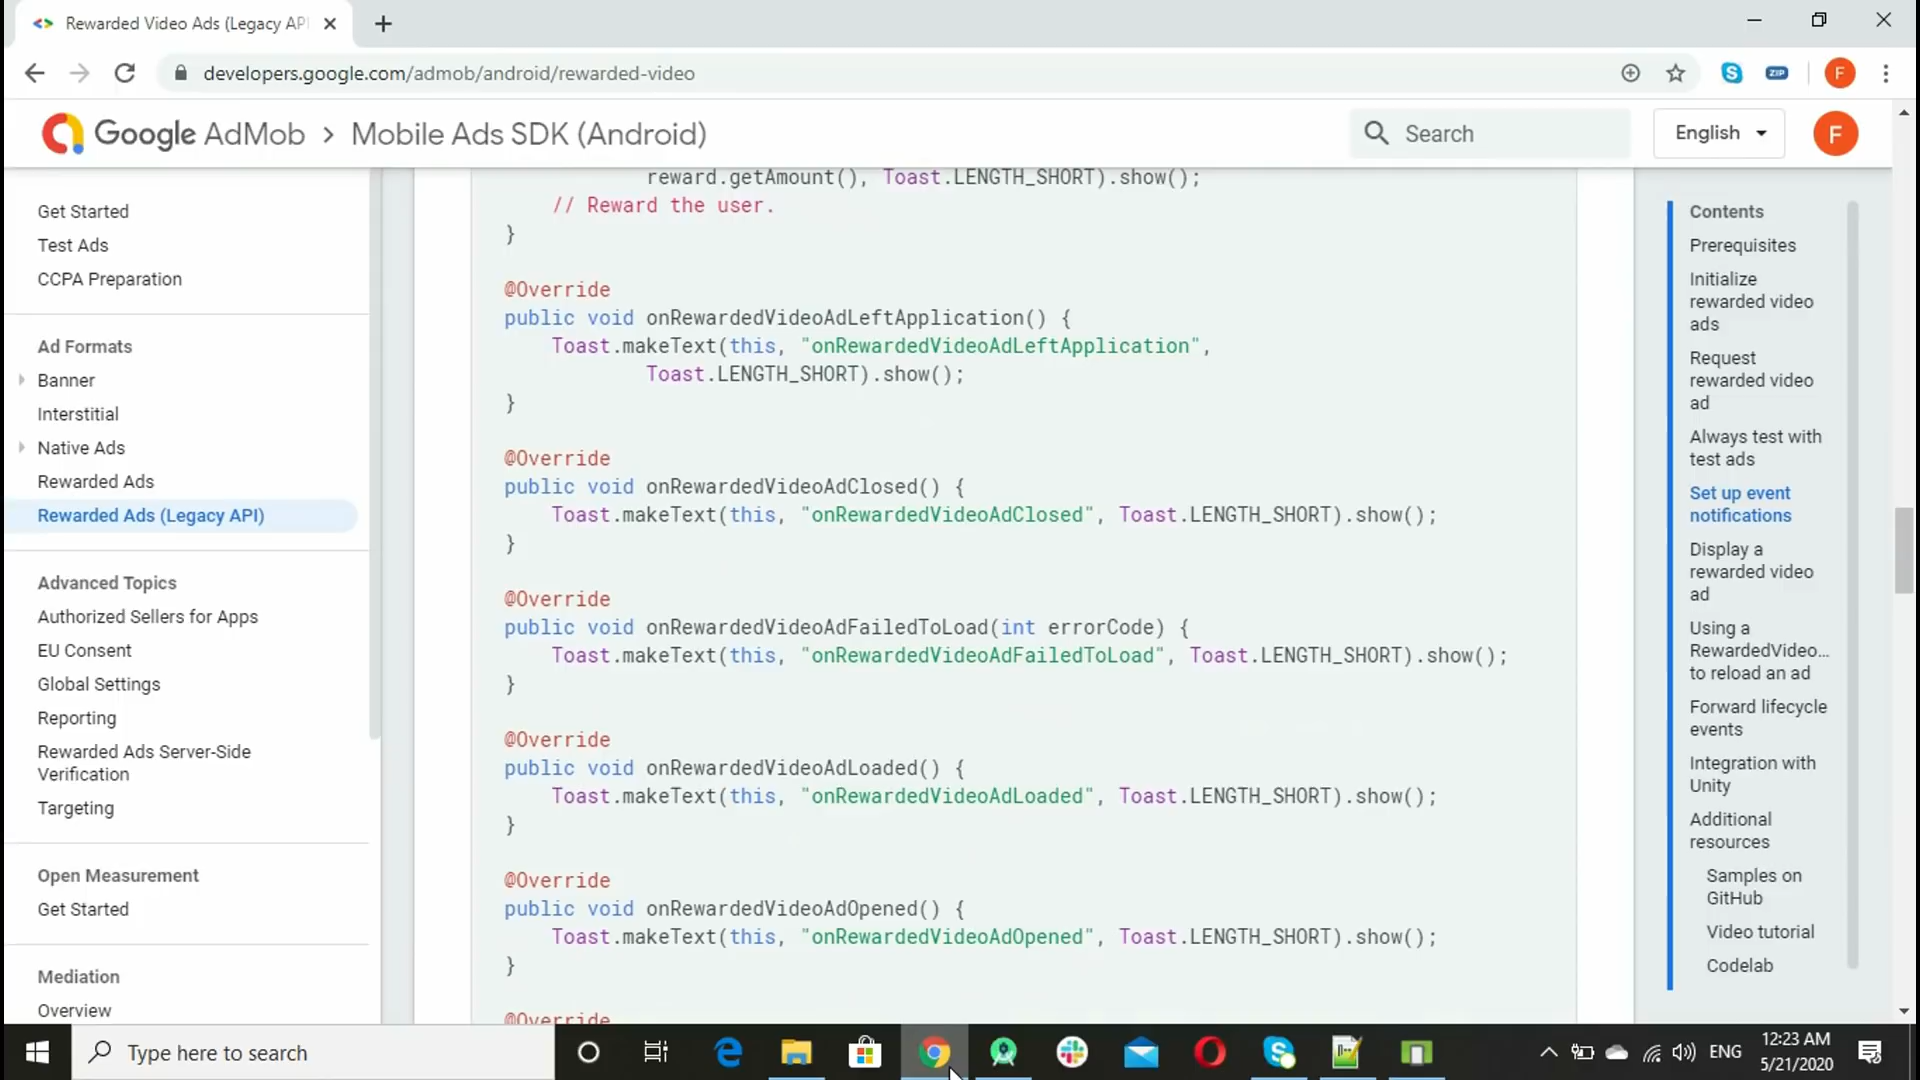 Rewarded Video Ads (Legacy API
developers.google.com/admob/android/rewarded-video
ZIP
F
Google AdMob > Mobile Ads SDK (Android)
Search
English
F
Get Started
Test Ads
CCPA Preparation
Ad Formats
Banner
Interstitial
Native Ads
Rewarded Ads
Rewarded Ads (Legacy API)
Advanced Topics
Authorized Sellers for Apps
EU Consent
Global Settings
Reporting
Rewarded Ads Server-Side
Verification
Targeting
Open Measurement
Get Started
Mediation
Overview
reward.getAmount(), Toast.LENGTH_SHORT).show();
// Reward the user.
}
@Override
public void onRewardedVideoAdLeftApplication() {
Toast.makeText(this, "onRewardedVideoAdLeftApplication",
Toast.LENGTH_SHORT).show();
}
@Override
public void onRewardedVideoAdClosed() {
Toast.makeText(this, "onRewardedVideoAdClosed", Toast.LENGTH_SHORT).show();
}
@Override
public void onRewardedVideoAdFailedToLoad(int errorCode) {
Toast.makeText(this, "onRewardedVideoAdFailedToLoad", Toast.LENGTH_SHORT).show();
}
@Override
public void onRewardedVideoAdLoaded() {
Toast.makeText(this, "onRewardedVideoAdLoaded", Toast.LENGTH_SHORT).show();
}
@Override
public void onRewardedVideoAdOpened() {
Toast.makeText(this, "onRewardedVideoAdOpened", Toast.LENGTH_SHORT).show();
}
@Override
Contents
Prerequisites
Initialize
rewarded video
ads
Request
rewarded video
ad
Always test with
test ads
Set up event
notifications
Display a
rewarded video
ad
Using a
RewardedVideo...
to reload an ad
Forward lifecycle
events
Integration with
Unity
Additional
resources
Samples on
GitHub
Video tutorial
Codelab
Type here to search
ENG
12:23 AM
5/21/2020